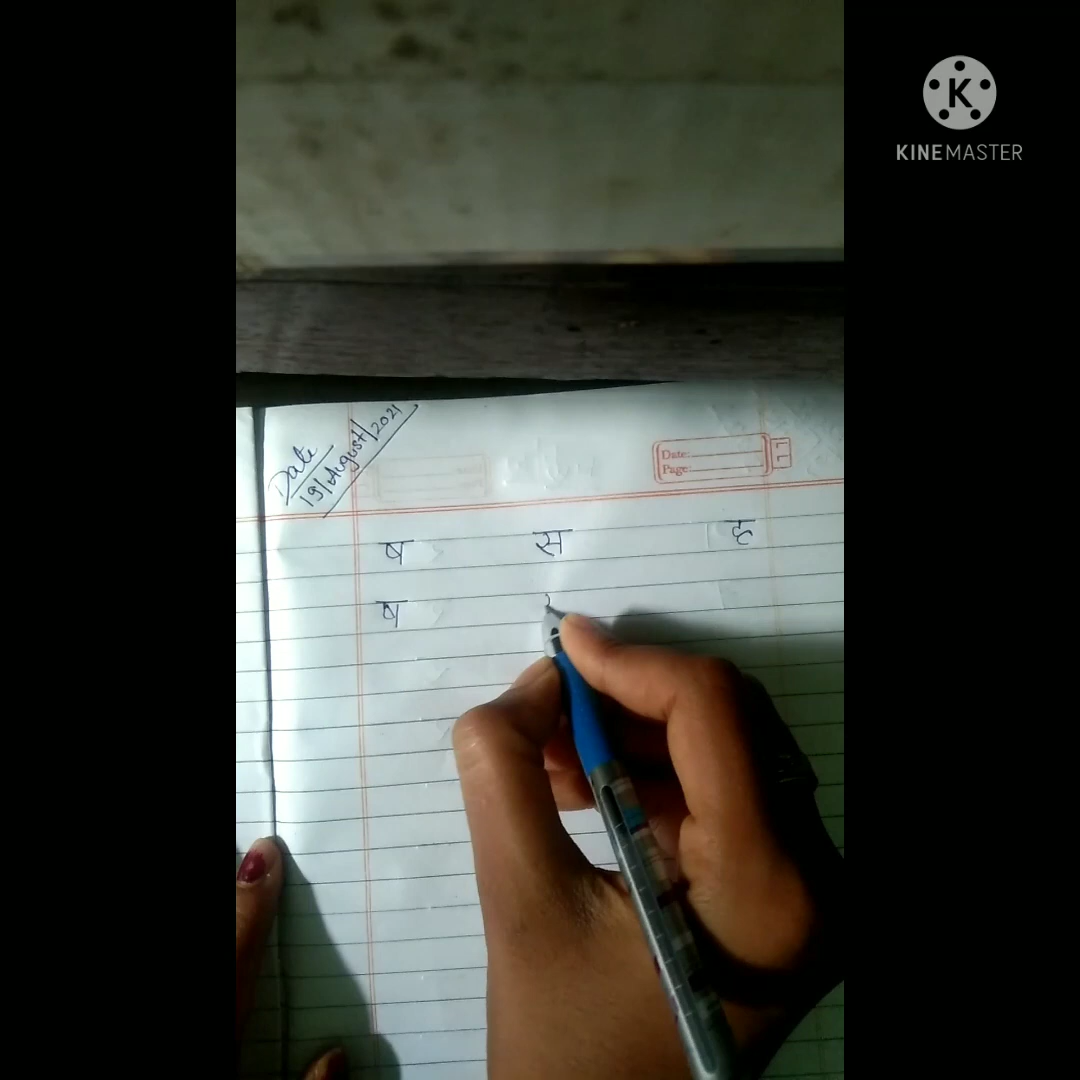 KINEMASTER
Date
19/August/2021
Date:
Page:
ष स ह
ष